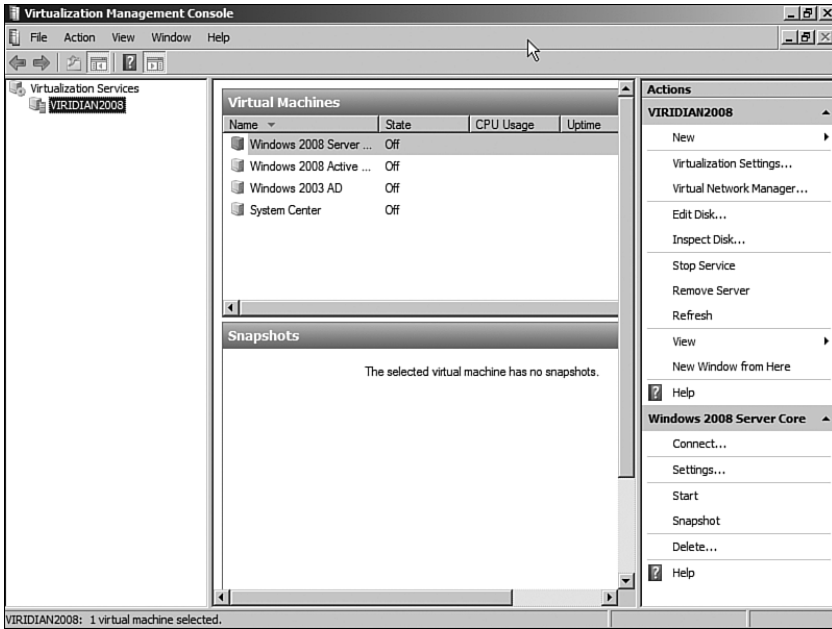 Virtualization Management Console
File Action View Window Help
Virtualization Services
VIRIDIAN2008
Virtual Machines
Name State CPU Usage Uptime
Windows 2008 Server ... Off
Windows 2008 Active ... Off
Windows 2003 AD Off
System Center Off
Snapshots
The selected virtual machine has no snapshots.
Actions
VIRIDIAN2008
New
Virtualization Settings...
Virtual Network Manager...
Edit Disk...
Inspect Disk...
Stop Service
Remove Server
Refresh
View
New Window from Here
? Help
Windows 2008 Server Core
Connect...
Settings...
Start
Snapshot
Delete...
? Help
VIRIDIAN2008: 1 virtual machine selected.